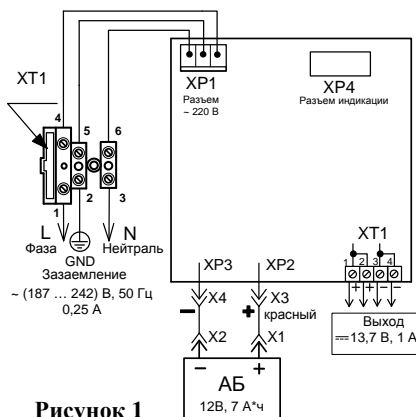 XT1
4
5
6
1
2
3
L
Фаза
GND
Зазаемление
N
Нейтраль
~ (187 ... 242) В, 50 Гц
0,25 А
XP1
Разъем
~ 220 В
XP4
Разъем индикации
XT1
1 2 3 4
+ + − −
Выход
13,7 В, 1 А
XP3
XP2
X4
X3
−
+
красный
X2
X1
− +
АБ
12В, 7 А*ч
Рисунок 1